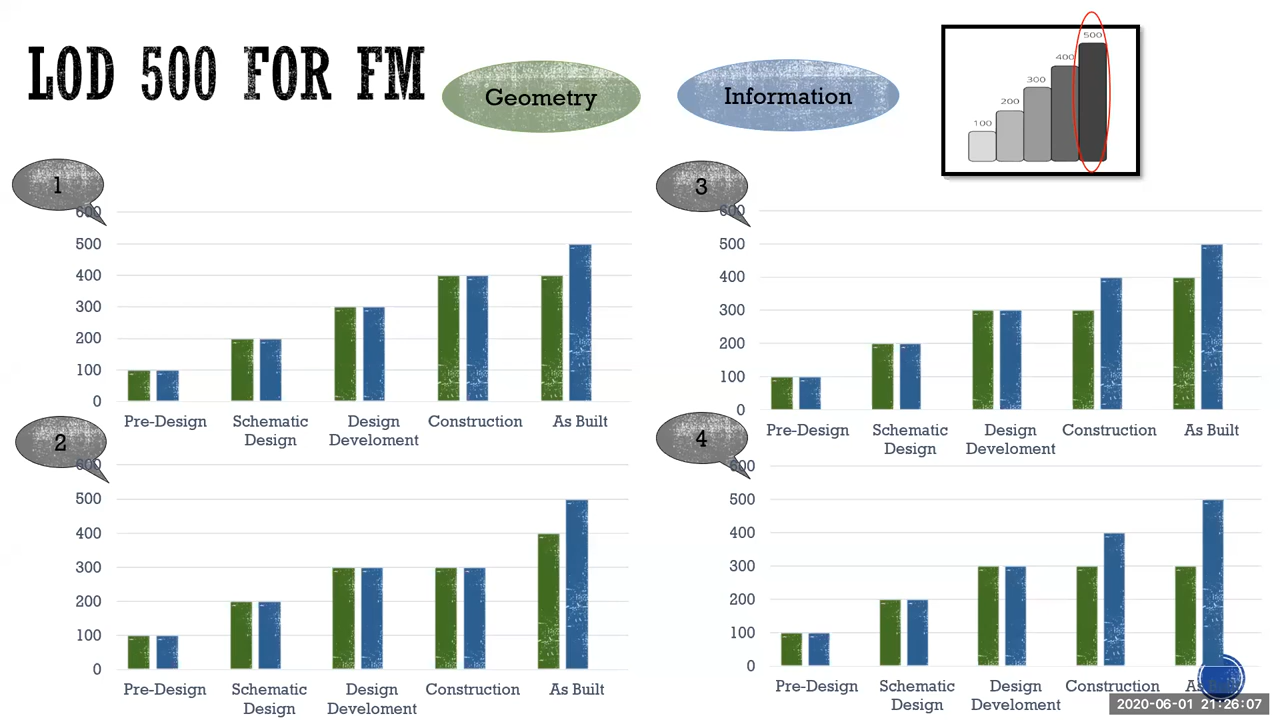 LOD 500 FOR FM
Geometry
Information
100
200
300
400
500
1
600
500
400
300
200
100
0
Pre-Design
Schematic
Design
Design
Develoment
Construction
As Built
3
600
500
400
300
200
100
0
Pre-Design
Schematic
Design
Design
Develoment
Construction
As Built
2
600
500
400
300
200
100
0
Pre-Design
Schematic
Design
Design
Develoment
Construction
As Built
4
600
500
400
300
200
100
0
Pre-Design
Schematic
Design
Design
Develoment
Construction
As
2020-06-01 21:26:07